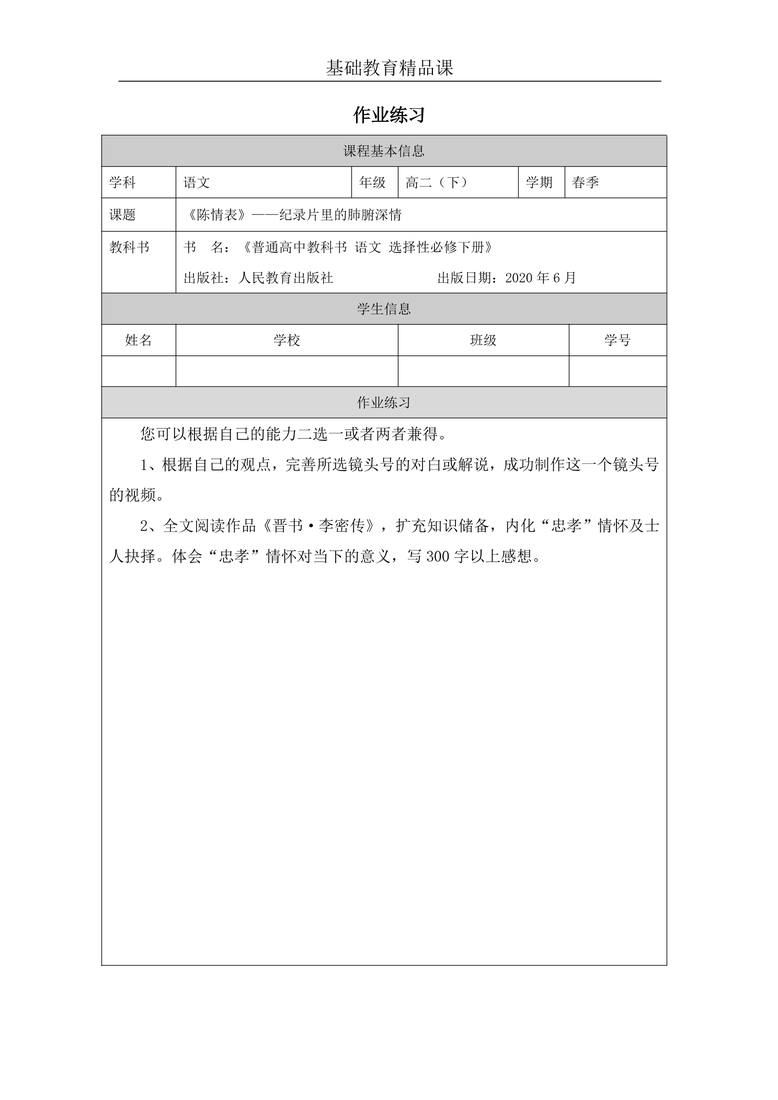 基础教育精品课
作业练习
课程基本信息
学科 语文 年级 高二（下） 学期 春季
课题 《陈情表》——纪录片里的肺腑深情
教科书 书 名：《普通高中教科书 语文 选择性必修下册》
出版社：人民教育出版社 出版日期：2020 年 6 月
学生信息
姓名 学校 班级 学号
作业练习
您可以根据自己的能力二选一或者两者兼得。
1、根据自己的观点，完善所选镜头号的对白或解说，成功制作这一个镜头号
的视频。
2、全文阅读作品《晋书·李密传》，扩充知识储备，内化“忠孝”情怀及士
人抉择。体会“忠孝”情怀对当下的意义，写 300 字以上感想。